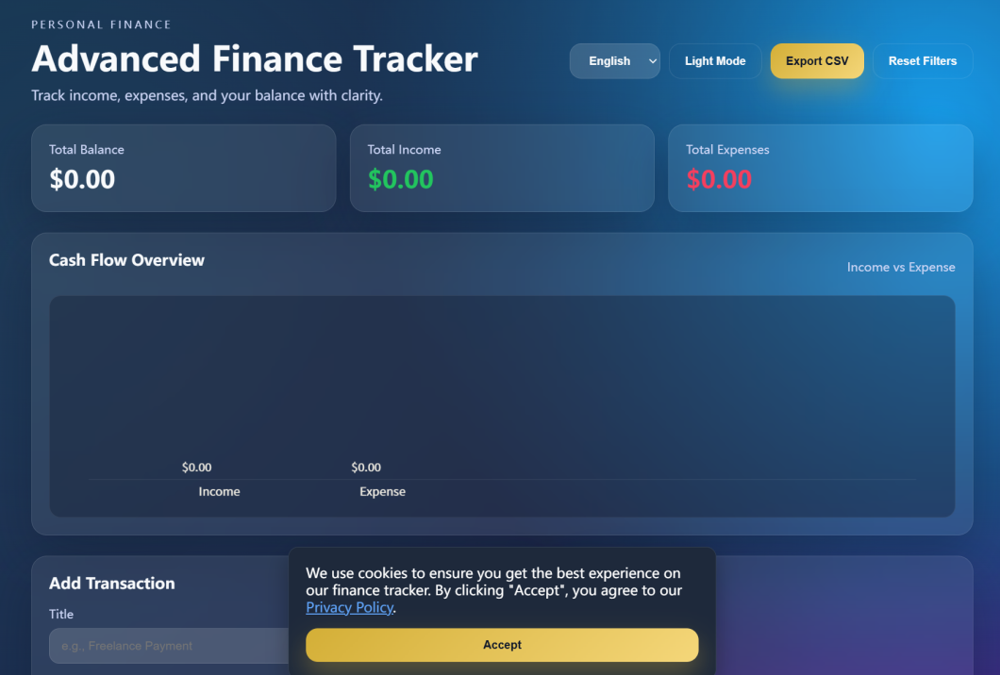 PERSONAL FINANCE
Advanced Finance Tracker
Track income, expenses, and your balance with clarity.
English
Light Mode
Export CSV
Reset Filters
Total Balance
$0.00
Total Income
$0.00
Total Expenses
$0.00
Cash Flow Overview
Income vs Expense
$0.00
$0.00
Income
Expense
Add Transaction
Title
e.g., Freelance Payment
We use cookies to ensure you get the best experience on
our finance tracker. By clicking "Accept", you agree to our
Privacy Policy.
Accept